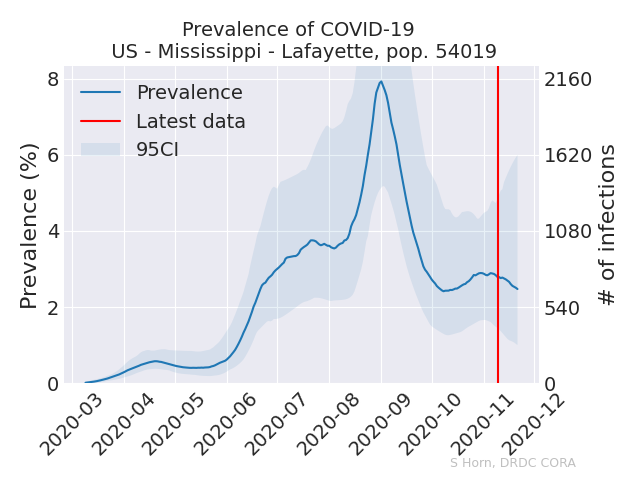 Prevalence of COVID-19
US - Mississippi - Lafayette, pop. 54019
Prevalence
Latest data
95CI
Prevalence (%)
8
6
4
2
0
2160
1620
1080
540
0
# of infections
2020-03
2020-04
2020-05
2020-06
2020-07
2020-08
2020-09
2020-10
2020-11
2020-12
S Horn, DRDC CORA